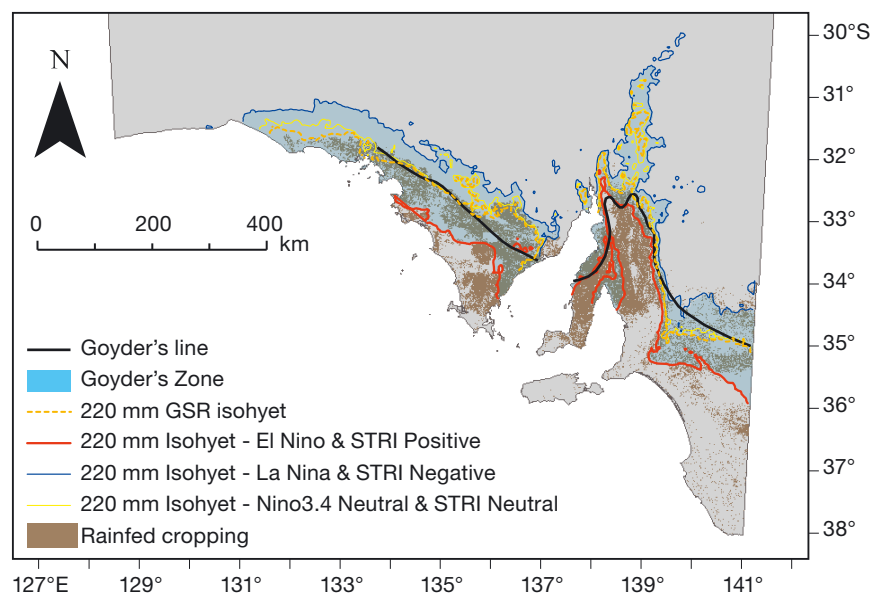 N
0 200 400
km
Goyder's line
Goyder's Zone
220 mm GSR isohyet
220 mm Isohyet - El Nino & STRI Positive
220 mm Isohyet - La Nina & STRI Negative
220 mm Isohyet - Nino3.4 Neutral & STRI Neutral
Rainfed cropping
30°S
31°
32°
33°
34°
35°
36°
37°
38°
127°E 129° 131° 133° 135° 137° 139° 141°